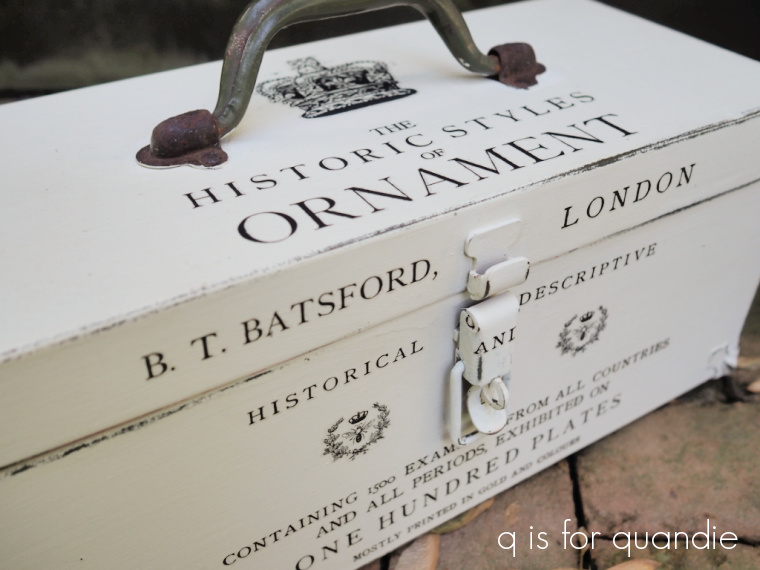 THE
HISTORIC STYLES
OF
ORNAMENT
B. T. BATSFORD, LONDON
HISTORICAL AND DESCRIPTIVE
CONTAINING 1500 EXAM FROM ALL COUNTRIES
AND ALL PERIODS, EXHIBITED ON
ONE HUNDRED PLATES
MOSTLY PRINTED IN GOLD AND COLOURS
q is for quandie